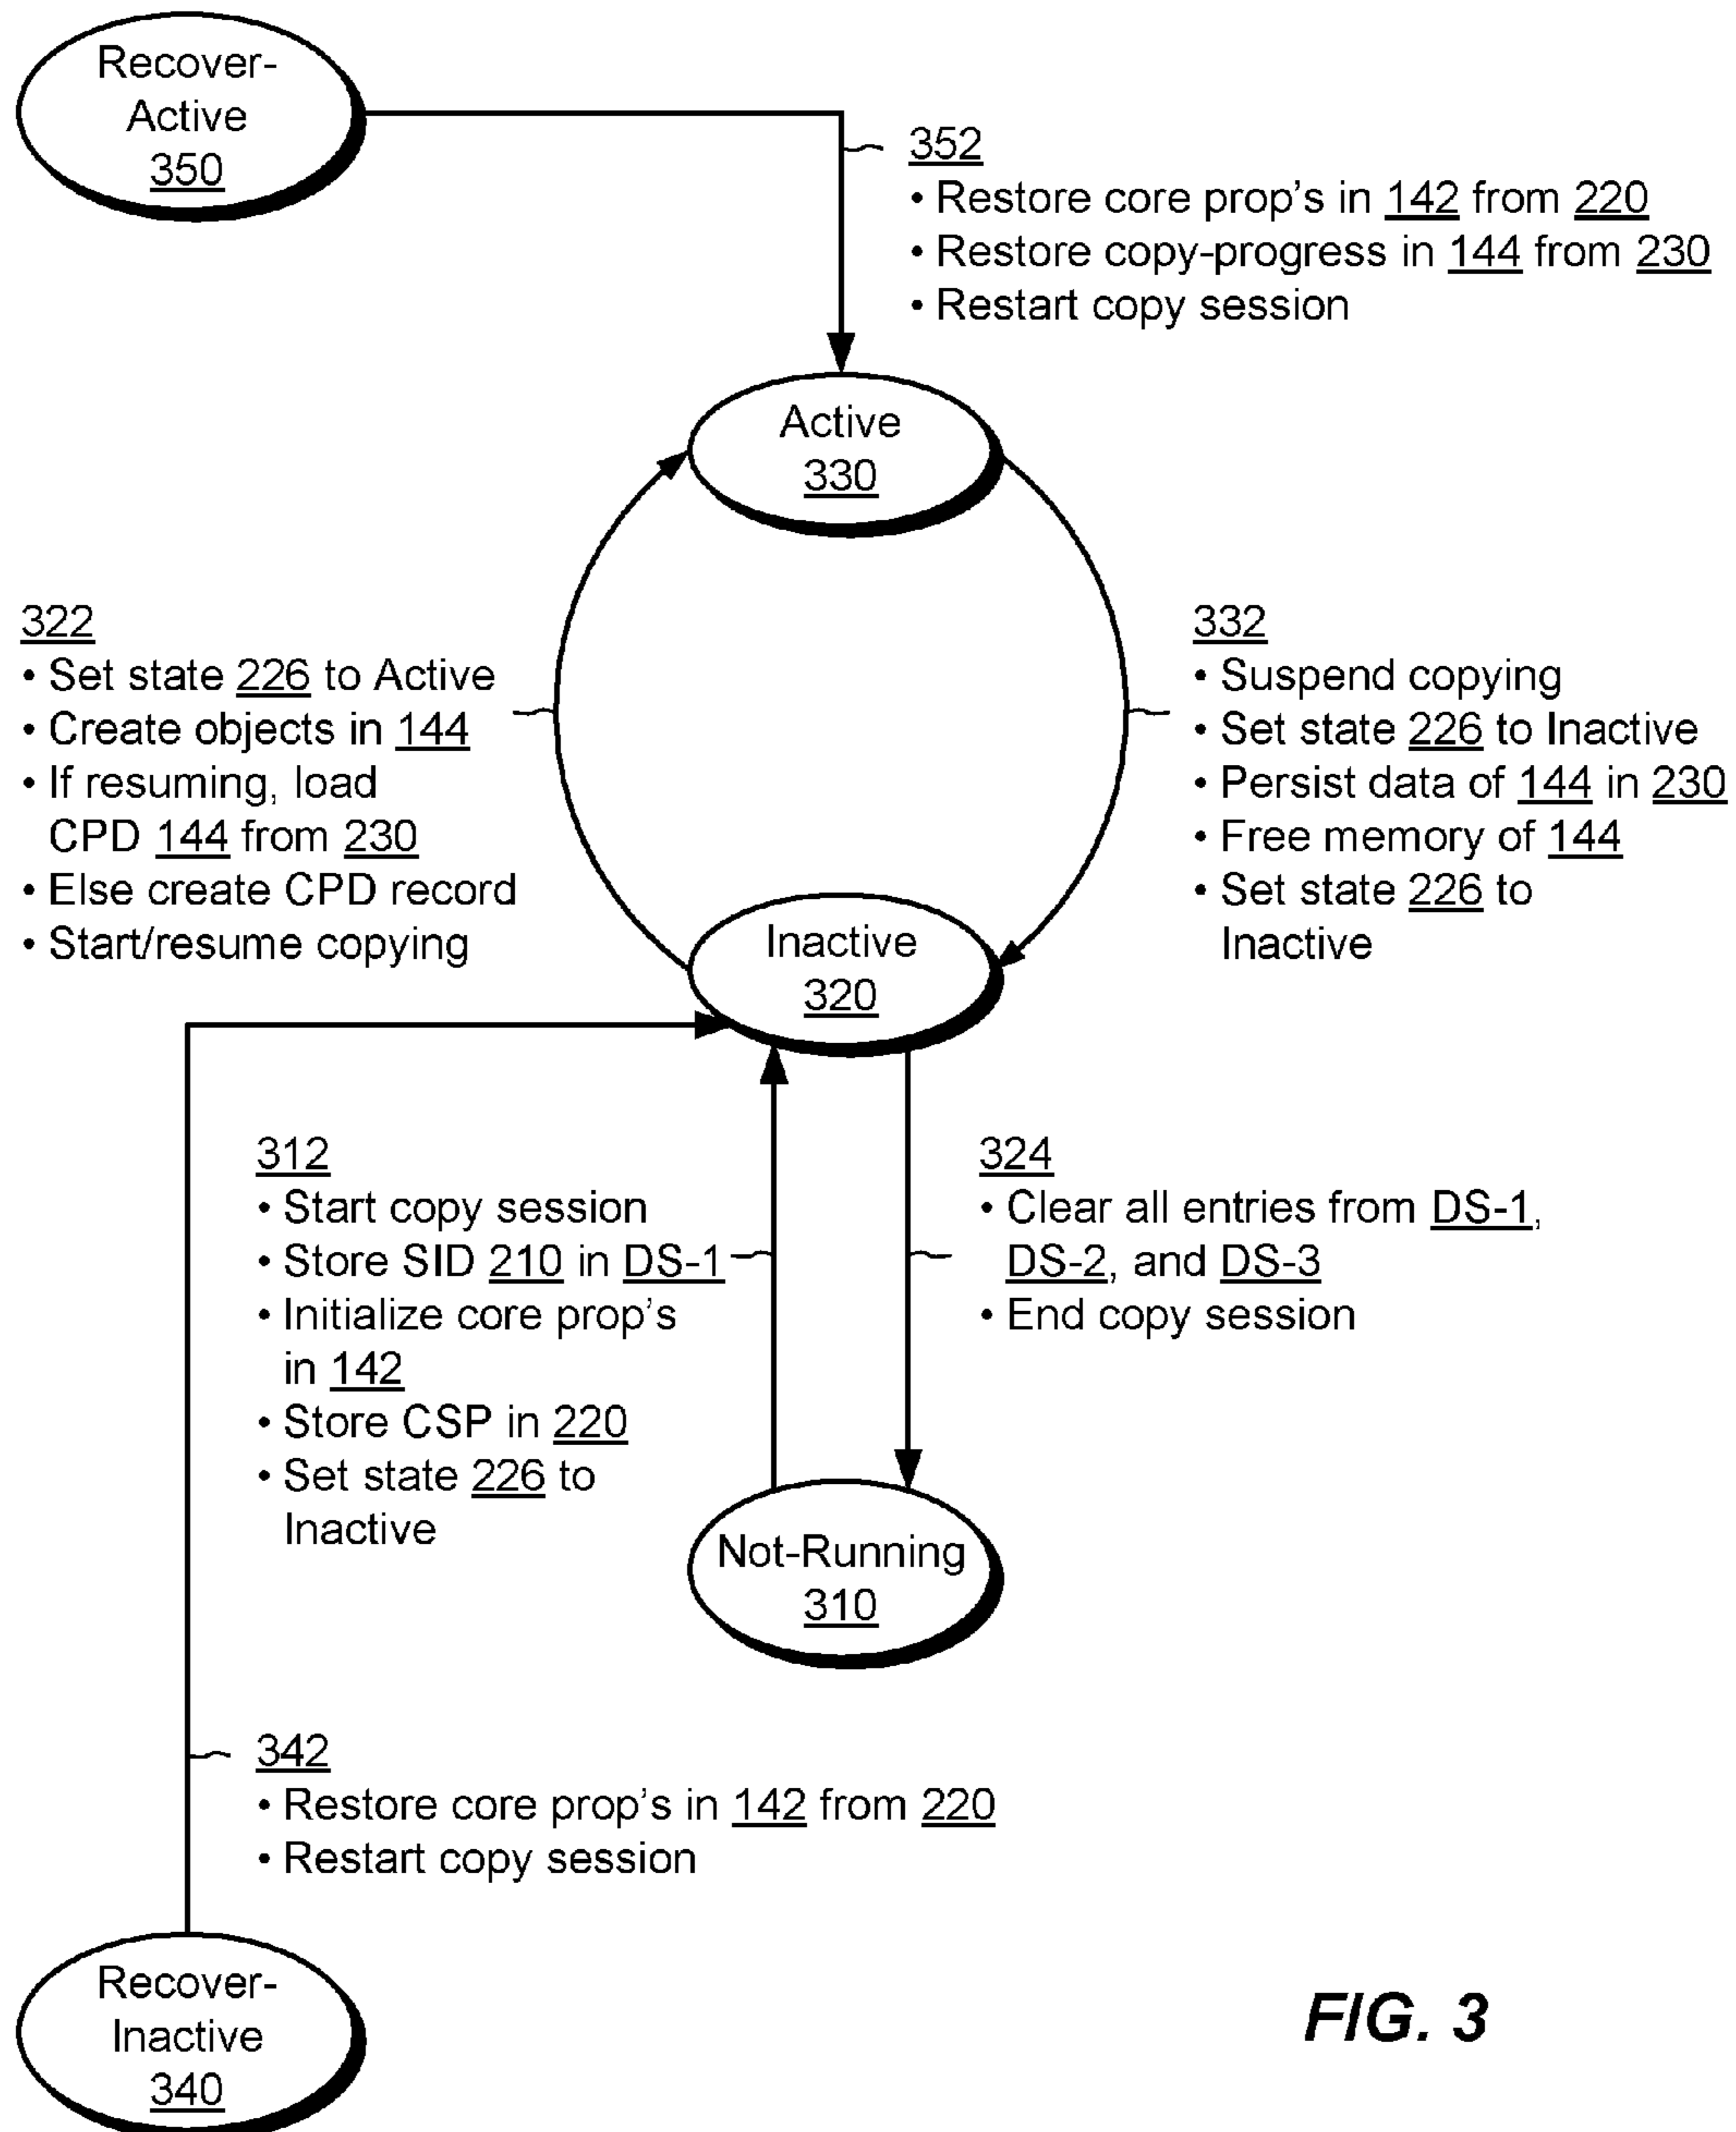 Recover-
Active
350
352
• Restore core prop's in 142 from 220
• Restore copy-progress in 144 from 230
• Restart copy session
Active
330
322
• Set state 226 to Active
• Create objects in 144
• If resuming, load
CPD 144 from 230
• Else create CPD record
• Start/resume copying
332
• Suspend copying
• Set state 226 to Inactive
• Persist data of 144 in 230
• Free memory of 144
• Set state 226 to
Inactive
Inactive
320
312
• Start copy session
• Store SID 210 in DS-1
• Initialize core prop's
in 142
• Store CSP in 220
• Set state 226 to
Inactive
324
• Clear all entries from DS-1,
DS-2, and DS-3
• End copy session
Not-Running
310
342
• Restore core prop's in 142 from 220
• Restart copy session
Recover-
Inactive
340
FIG. 3